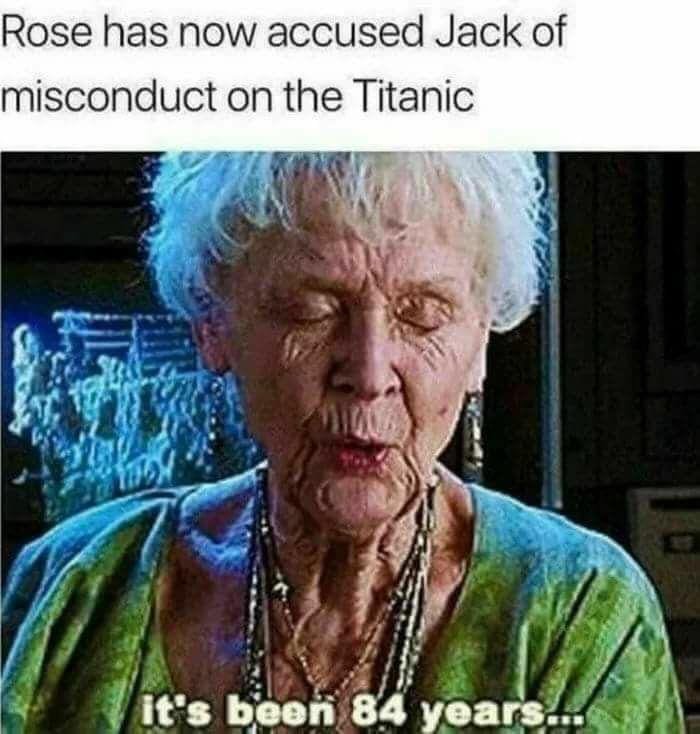 Rose has now accused Jack of
misconduct on the Titanic
it's been 84 years...